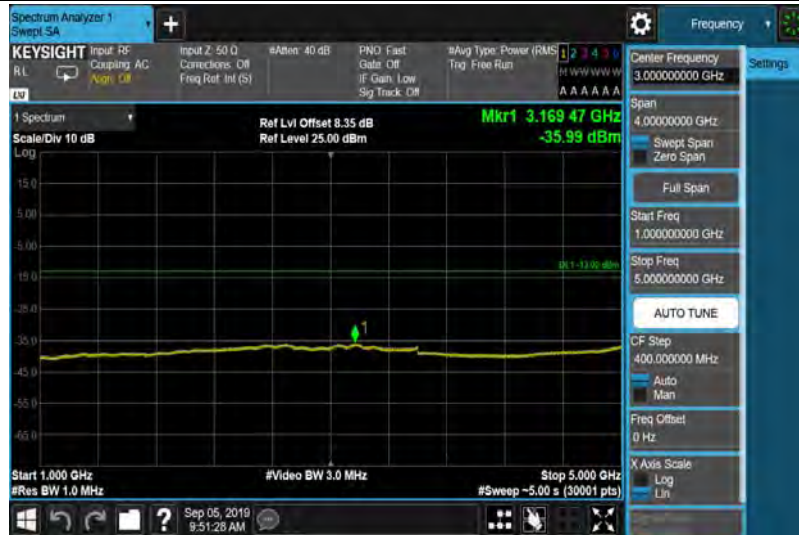 Spectrum Analyzer 1
Swept SA
+
Frequency
KEYSIGHT
Input: RF
Input Z: 50 Ω
#Atten: 40 dB
PNO: Fast
#Avg Type: Power (RMS
1 2 3 4 5 6
RL
Coupling: AC
Corrections: Off
Gate: Off
Trig: Free Run
Align: Off
Freq Ref: Int (S)
IF Gain: Low
M W W W W W
Sig Track: Off
A A A A A A
LXI
1 Spectrum
Ref Lvl Offset 8.35 dB
Mkr1 3.169 47 GHz
Scale/Div 10 dB
Ref Level 25.00 dBm
-35.99 dBm
Log
15.0
5.00
-5.00
DL1 -13.00 dBm
-15.0
-25.0
1
-35.0
-45.0
-55.0
-65.0
Start 1.000 GHz
#Video BW 3.0 MHz
Stop 5.000 GHz
#Res BW 1.0 MHz
#Sweep ~5.00 s (30001 pts)
?
Sep 05, 2019
9:51:28 AM
Center Frequency
3.000000000 GHz
Settings
Span
4.00000000 GHz
Swept Span
Zero Span
Full Span
Start Freq
1.000000000 GHz
Stop Freq
5.000000000 GHz
AUTO TUNE
CF Step
400.000000 MHz
Auto
Man
Freq Offset
0 Hz
X Axis Scale
Log
Lin